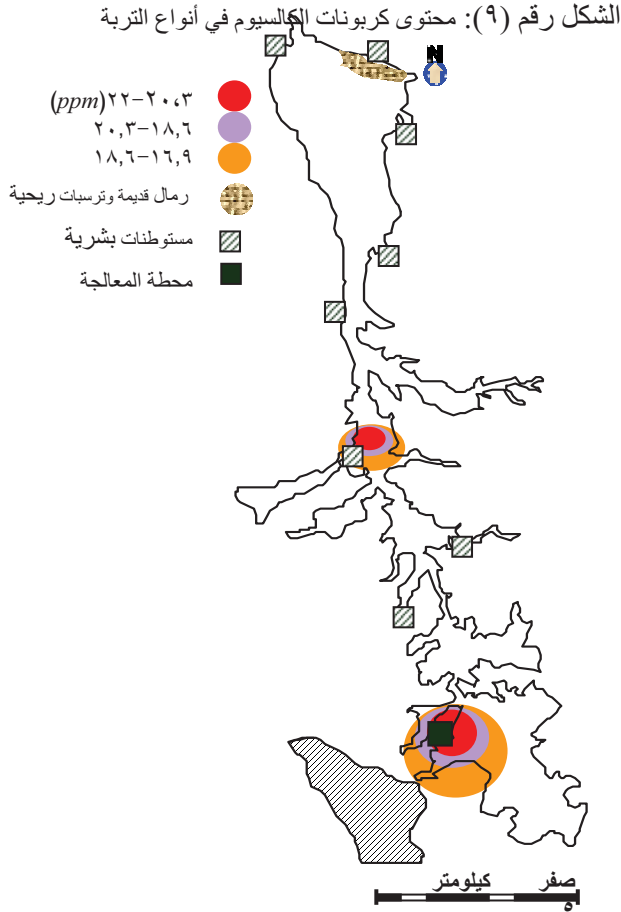 الشكل رقم (٩): محتوى كربونات الكالسيوم في أنواع التربة
N
٢٠،٣-٢٢(ppm)
١٨,٦-٢٠,٣
١٦,٩-١٨,٦
رمال قديمة وترسبات ريحية
مستوطنات بشرية
محطة المعالجة
صفر كيلومتر
٥